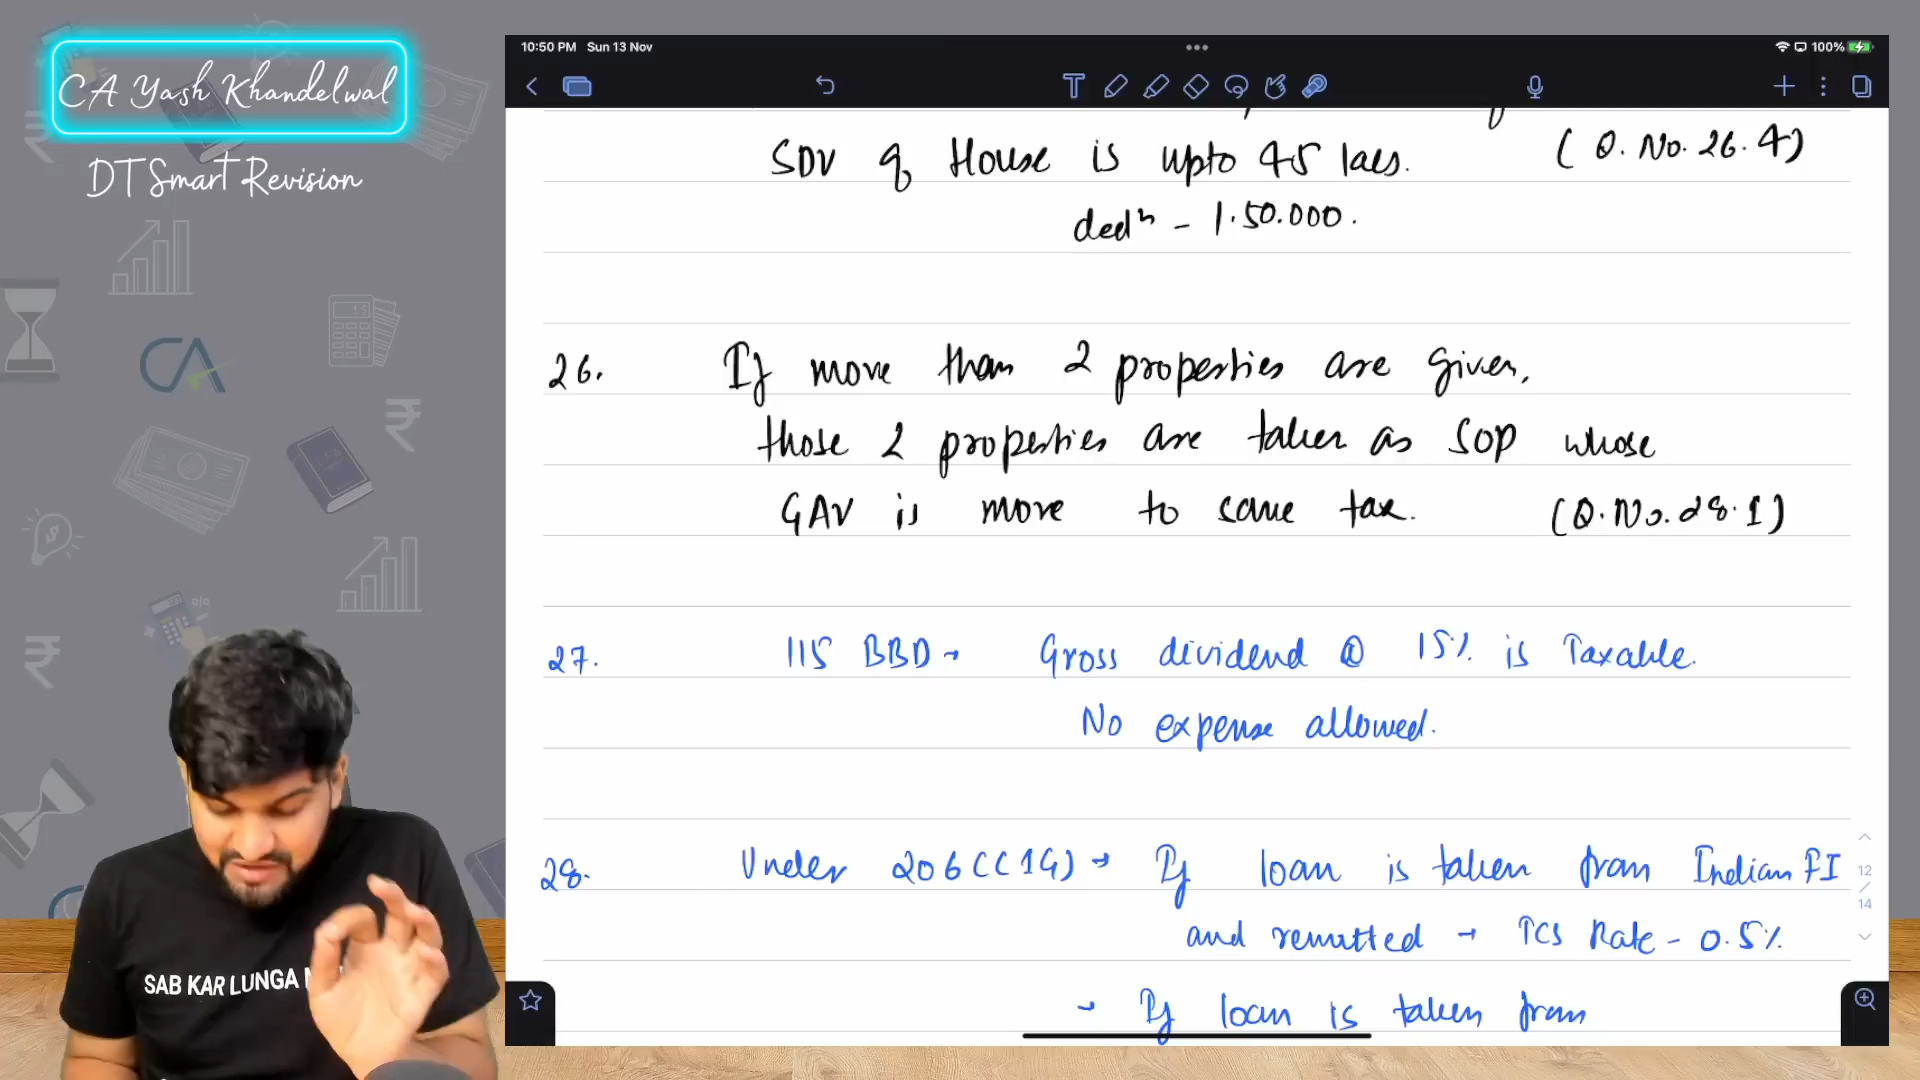 CA Yash Khandelwal
DT Smart Revision
10:50 PM Sun 13 Nov
100%
SDV of House is upto 45 lacs.
(Q. No. 26.4)
dedⁿ - 1.50.000.
26. If more than 2 properties are given,
those 2 properties are taken as SOP whose
GAV is more to save tax. (Q.No.28.1)
27. 115 BBD → Gross dividend @ 15% is Taxable.
No expense allowed.
28. Under 206CC1G) → If loan is taken from Indian FI
and remitted → TCS Rate - 0.5%
→ If loan is taken from
12
14
CA
SAB KAR LUNGA